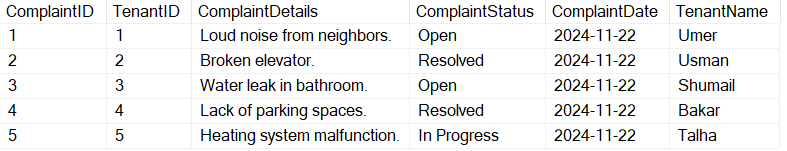 ComplaintID TenantID ComplaintDetails ComplaintStatus ComplaintDate TenantName
1 1 Loud noise from neighbors. Open 2024-11-22 Umer
2 2 Broken elevator. Resolved 2024-11-22 Usman
3 3 Water leak in bathroom. Open 2024-11-22 Shumail
4 4 Lack of parking spaces. Resolved 2024-11-22 Bakar
5 5 Heating system malfunction. In Progress 2024-11-22 Talha